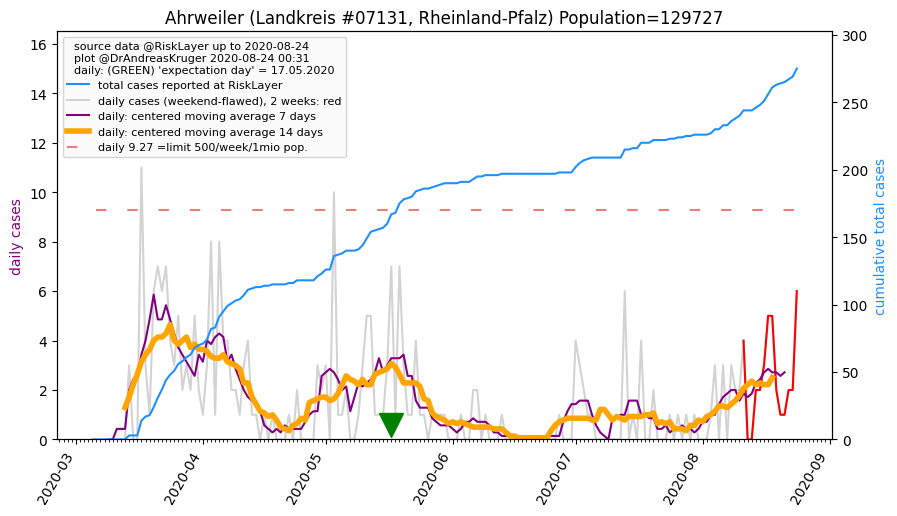 Ahrweiler (Landkreis #07131, Rheinland-Pfalz) Population=129727
source data @RiskLayer up to 2020-08-24
plot @DrAndreasKruger 2020-08-24 00:31
daily: (GREEN) 'expectation day' = 17.05.2020
total cases reported at RiskLayer
daily cases (weekend-flawed), 2 weeks: red
daily: centered moving average 7 days
daily: centered moving average 14 days
daily 9.27 =limit 500/week/1mio pop.
daily cases
16
14
12
10
8
6
4
2
0
300
250
200
150
100
50
0
cumulative total cases
2020-03
2020-04
2020-05
2020-06
2020-07
2020-08
2020-09